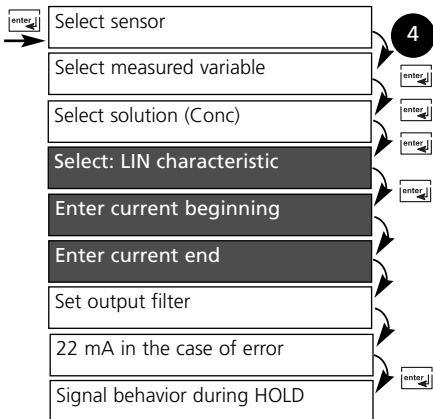 enter
Select sensor
4
Select measured variable
enter
Select solution (Conc)
enter
enter
Select: LIN characteristic
enter
Enter current beginning
Enter current end
Set output filter
22 mA in the case of error
enter
Signal behavior during HOLD